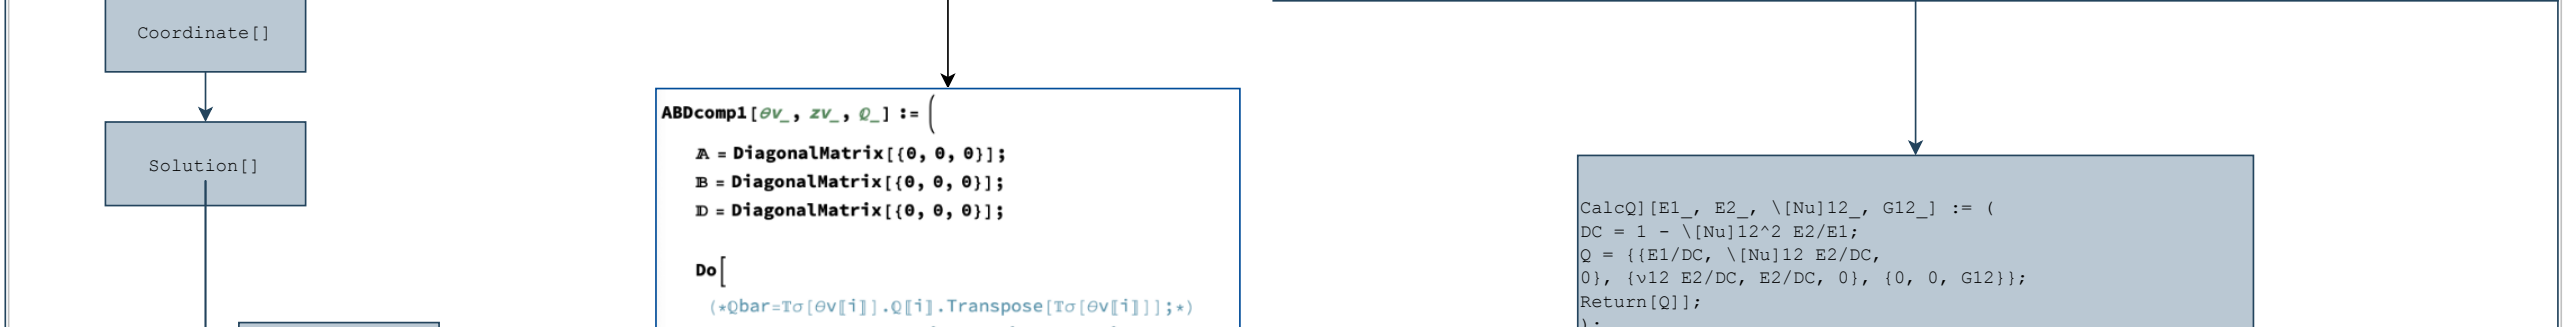 Coordinate[]
Solution[]
ABDcomp1[θv_, zv_, Q_] := (
𝔸 = DiagonalMatrix[{0, 0, 0}];
𝔹 = DiagonalMatrix[{0, 0, 0}];
𝔻 = DiagonalMatrix[{0, 0, 0}];
Do[
(*Qbar=Tσ[θv⟦i⟧].Q⟦i⟧.Transpose[Tσ[θv⟦i⟧]];*)
CalcQ][E1_, E2_, \[Nu]12_, G12_] := (
DC = 1 - \[Nu]12^2 E2/E1;
Q = {{E1/DC, \[Nu]12 E2/DC,
0}, {ν12 E2/DC, E2/DC, 0}, {0, 0, G12}};
Return[Q]];
);